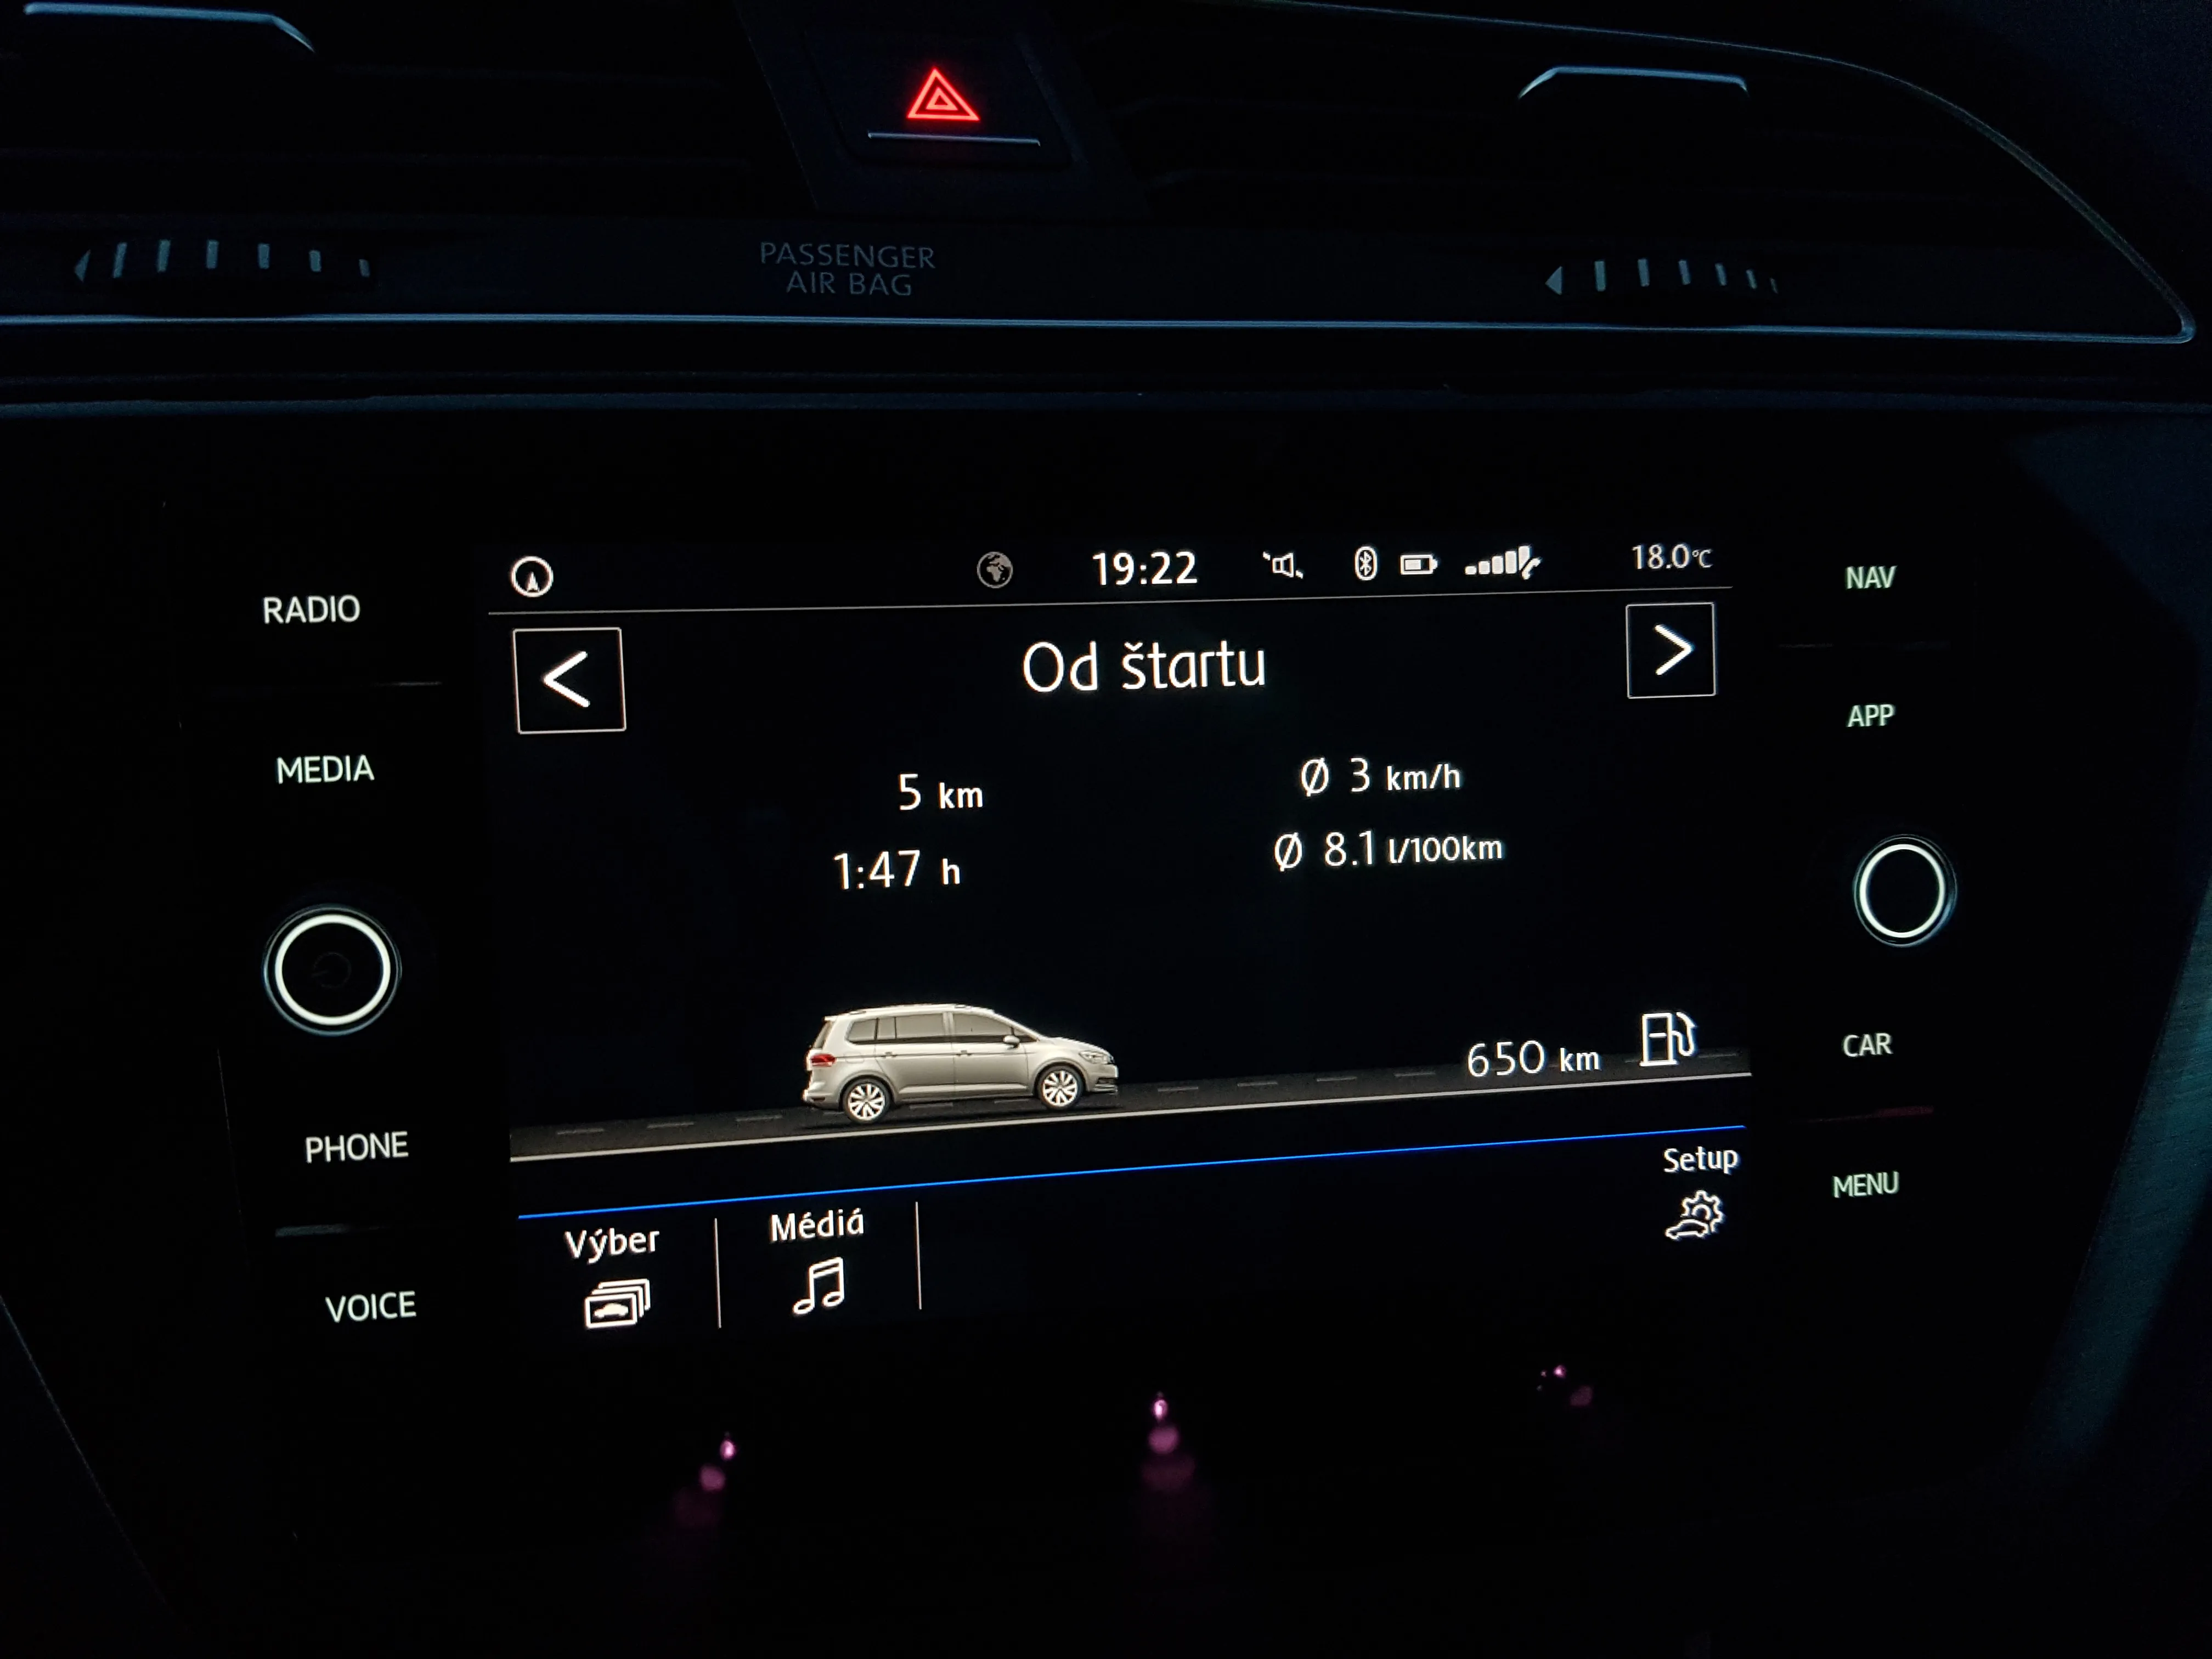 PASSENGER
AIR BAG
19:22
18.0°C
RADIO
MEDIA
PHONE
VOICE
<
Od štartu
>
5 km
Ø 3 km/h
1:47 h
Ø 8.1 l/100km
650 km
Výber
Médiá
Setup
NAV
APP
CAR
MENU